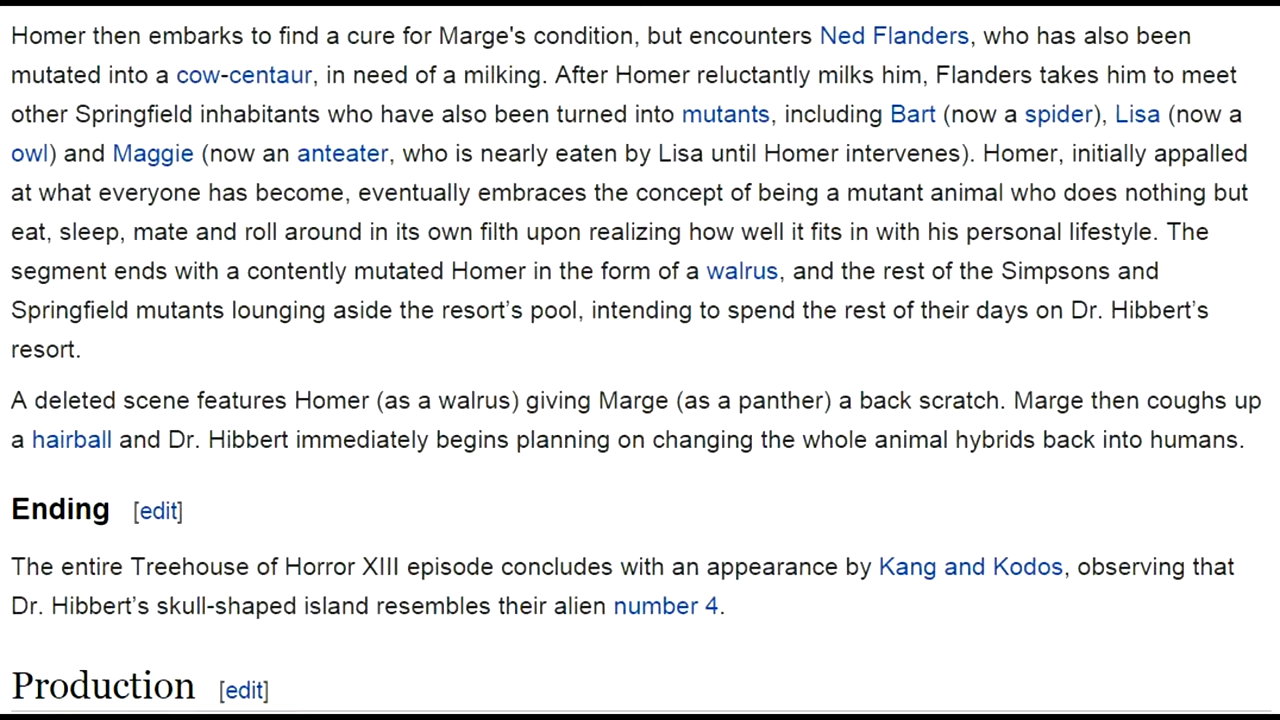 Homer then embarks to find a cure for Marge's condition, but encounters Ned Flanders, who has also been
mutated into a cow-centaur, in need of a milking. After Homer reluctantly milks him, Flanders takes him to meet
other Springfield inhabitants who have also been turned into mutants, including Bart (now a spider), Lisa (now a
owl) and Maggie (now an anteater, who is nearly eaten by Lisa until Homer intervenes). Homer, initially appalled
at what everyone has become, eventually embraces the concept of being a mutant animal who does nothing but
eat, sleep, mate and roll around in its own filth upon realizing how well it fits in with his personal lifestyle. The
segment ends with a contently mutated Homer in the form of a walrus, and the rest of the Simpsons and
Springfield mutants lounging aside the resort’s pool, intending to spend the rest of their days on Dr. Hibbert’s
resort.
A deleted scene features Homer (as a walrus) giving Marge (as a panther) a back scratch. Marge then coughs up
a hairball and Dr. Hibbert immediately begins planning on changing the whole animal hybrids back into humans.
Ending [edit]
The entire Treehouse of Horror XIII episode concludes with an appearance by Kang and Kodos, observing that
Dr. Hibbert’s skull-shaped island resembles their alien number 4.
Production [edit]